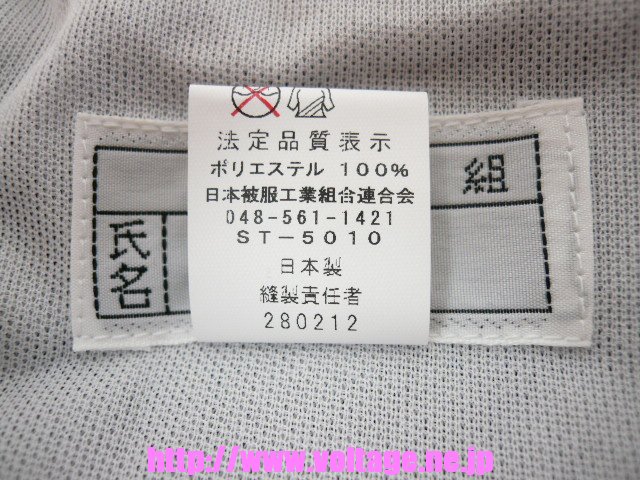 法定品質表示
ポリエステル 100%
日本被服工業組合連合会
048-561-1421
ST-5010
日本製
縫製責任者
280212
組
氏名
http://www.voltage.ne.jp